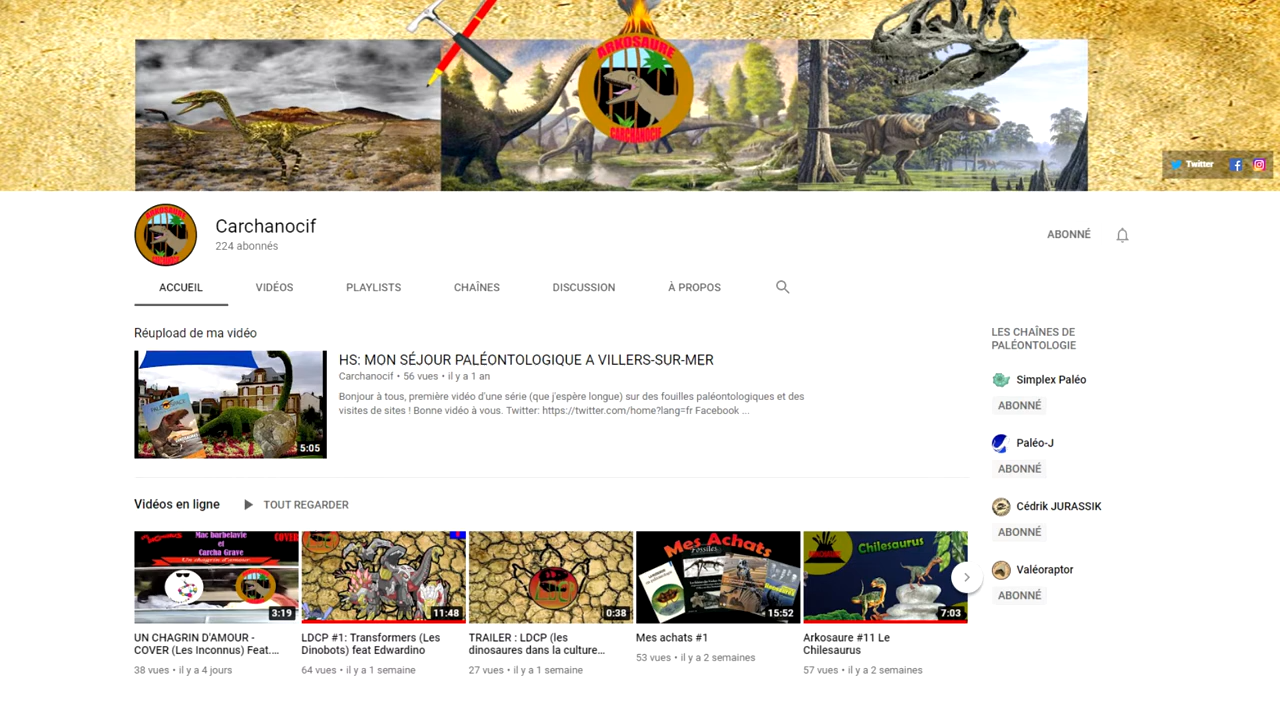 ARKOSAURE
CARCHANOCIF
Twitter
ARKOSAURE
Carchanocif
224 abonnés
ABONNÉ
ACCUEIL
VIDÉOS
PLAYLISTS
CHAÎNES
DISCUSSION
À PROPOS
Réupload de ma vidéo
5:05
HS: MON SÉJOUR PALÉONTOLOGIQUE A VILLERS-SUR-MER
Carchanocif • 56 vues • il y a 1 an
Bonjour à tous, première vidéo d'une série (que j'espère longue) sur des fouilles paléontologiques et des
visites de sites ! Bonne vidéo à vous. Twitter: https://twitter.com/home?lang=fr Facebook ...
LES CHAÎNES DE
PALÉONTOLOGIE
Simplex Paléo
ABONNÉ
Paléo-J
ABONNÉ
Cédrik JURASSIK
ABONNÉ
Valéoraptor
ABONNÉ
Vidéos en ligne
TOUT REGARDER
Mac barbelavie
et
Carcha Grave
COVER
Un chagrin d'amour
3:19
UN CHAGRIN D'AMOUR -
COVER (Les Inconnus) Feat....
38 vues • il y a 4 jours
11:48
LDCP #1: Transformers (Les
Dinobots) feat Edwardino
64 vues • il y a 1 semaine
0:38
TRAILER : LDCP (les
dinosaures dans la culture...
27 vues • il y a 1 semaine
Mes Achats
Fossiles
15:52
Mes achats #1
53 vues • il y a 2 semaines
Chilesaurus
7:03
Arkosaure #11 Le
Chilesaurus
57 vues • il y a 2 semaines